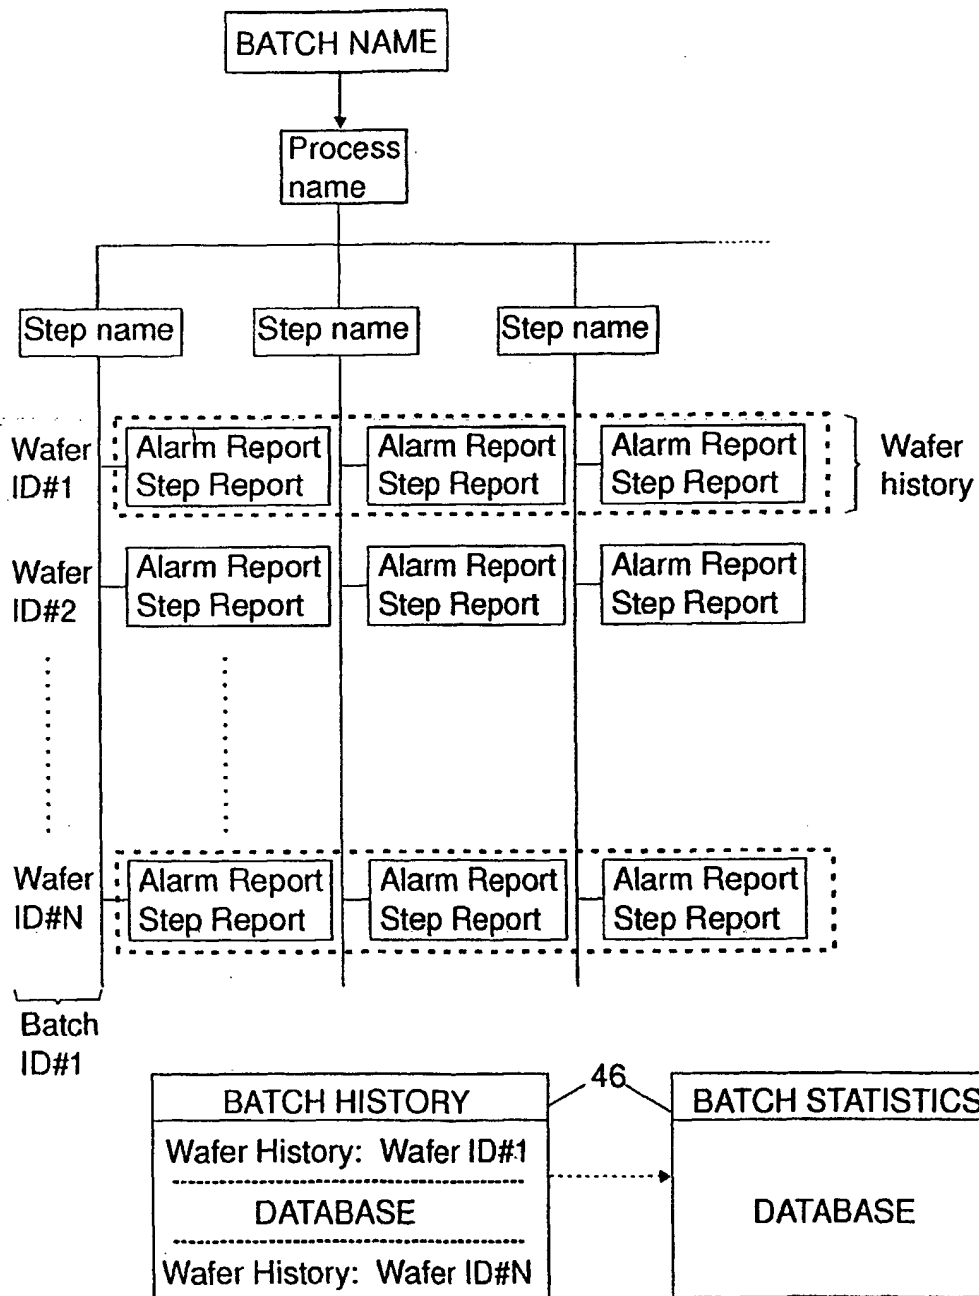 BATCH NAME
Process
name
Step name
Step name
Step name
Wafer
ID#1
Alarm Report
Step Report
Alarm Report
Step Report
Alarm Report
Step Report
Wafer
history
Wafer
ID#2
Alarm Report
Step Report
Alarm Report
Step Report
Alarm Report
Step Report
Wafer
ID#N
Alarm Report
Step Report
Alarm Report
Step Report
Alarm Report
Step Report
Batch
ID#1
46
BATCH HISTORY
Wafer History: Wafer ID#1
DATABASE
Wafer History: Wafer ID#N
BATCH STATISTICS
DATABASE